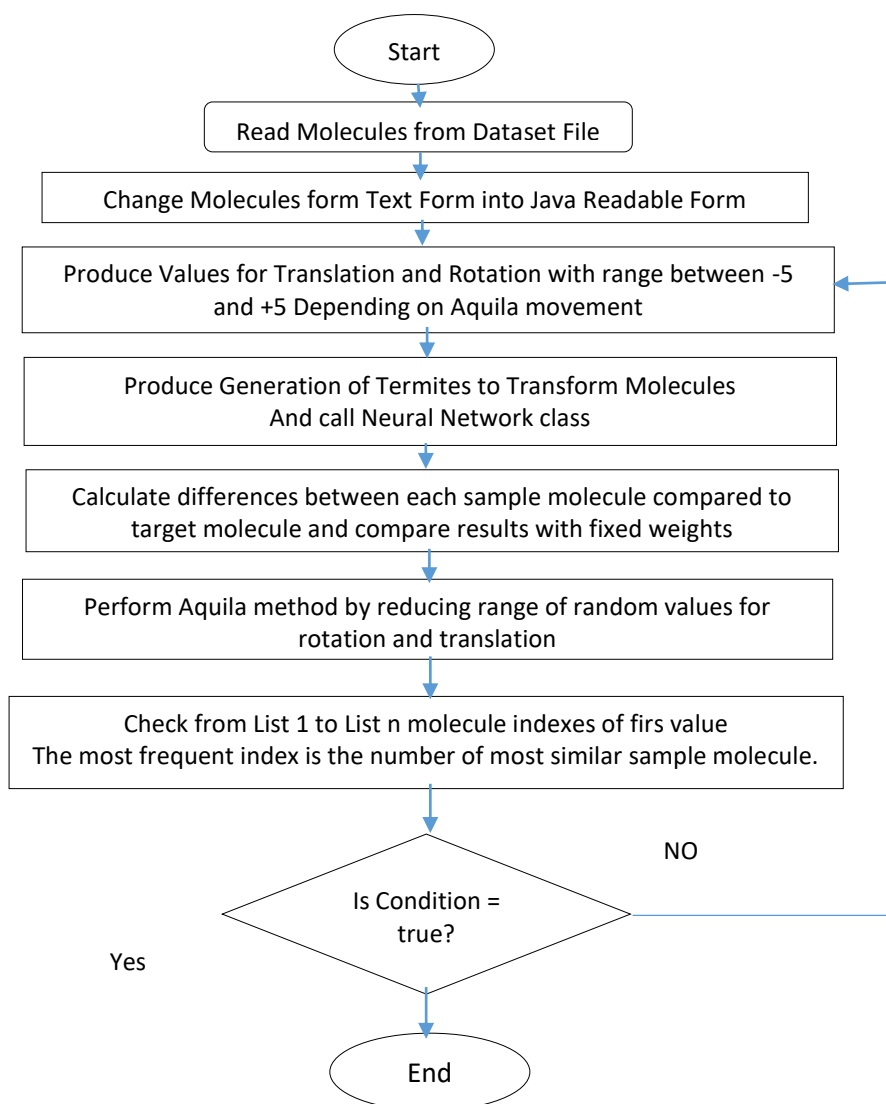 Start
Read Molecules from Dataset File
Change Molecules form Text Form into Java Readable Form
Produce Values for Translation and Rotation with range between -5
and +5 Depending on Aquila movement
Produce Generation of Termites to Transform Molecules
And call Neural Network class
Calculate differences between each sample molecule compared to
target molecule and compare results with fixed weights
Perform Aquila method by reducing range of random values for
rotation and translation
Check from List 1 to List n molecule indexes of firs value
The most frequent index is the number of most similar sample molecule.
NO
Is Condition =
true?
Yes
End